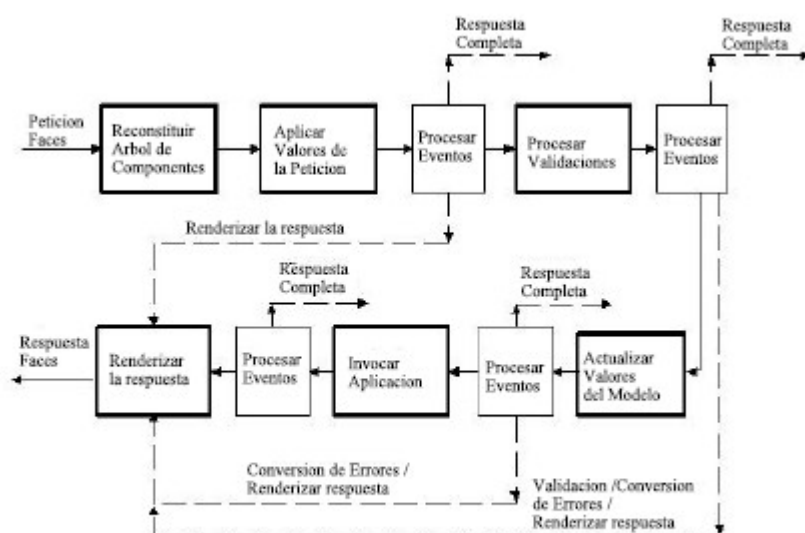 Respuesta
Completa
Respuesta
Completa
Peticion
Faces
Reconstituir
Arbol de
Componentes
Aplicar
Valores de
la Peticion
Procesar
Eventos
Procesar
Validaciones
Procesar
Eventos
Renderizar la respuesta
Respuesta
Completa
Respuesta
Completa
Respuesta
Faces
Renderizar
la respuesta
Procesar
Eventos
Invocar
Aplicacion
Procesar
Eventos
Actualizar
Valores
del Modelo
Conversion de Errores /
Renderizar respuesta
Validacion /Conversion
de Errores /
Renderizar respuesta